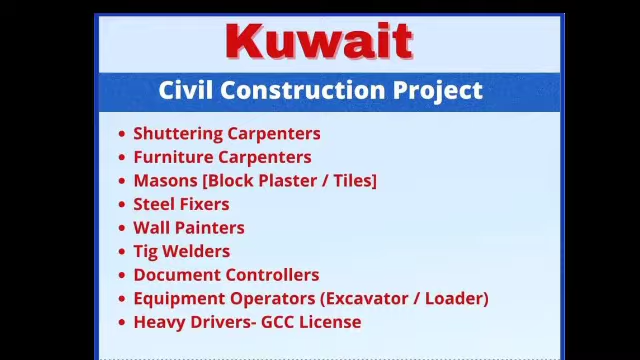 Kuwait
Civil Construction Project
• Shuttering Carpenters
• Furniture Carpenters
• Masons [Block Plaster / Tiles]
• Steel Fixers
• Wall Painters
• Tig Welders
• Document Controllers
• Equipment Operators (Excavator / Loader)
• Heavy Drivers- GCC License